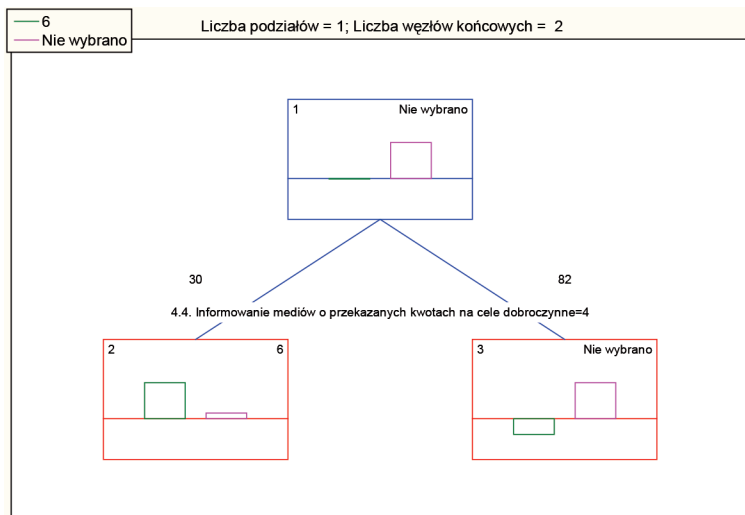 6
Nie wybrano
Liczba podziałów = 1; Liczba węzłów końcowych = 2
1 Nie wybrano
30 82
4.4. Informowanie mediów o przekazanych kwotach na cele dobroczynne=4
2 6 3 Nie wybrano